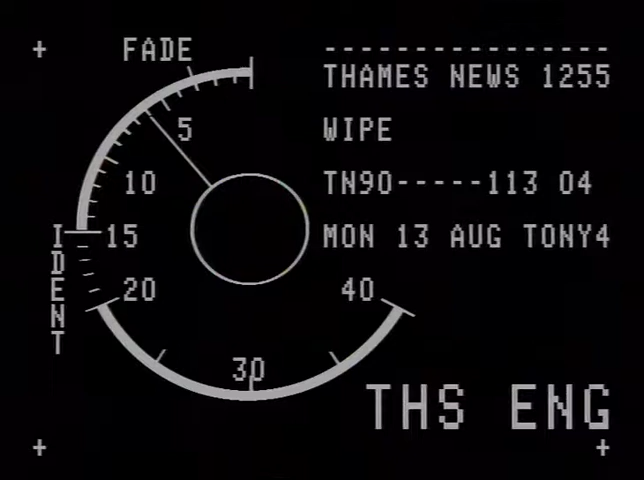 FADE
----------------
THAMES NEWS 1255
5
WIPE
10
TN90-----113 04
15
MON 13 AUG TONY4
IDENT
20
40
30
THS ENG